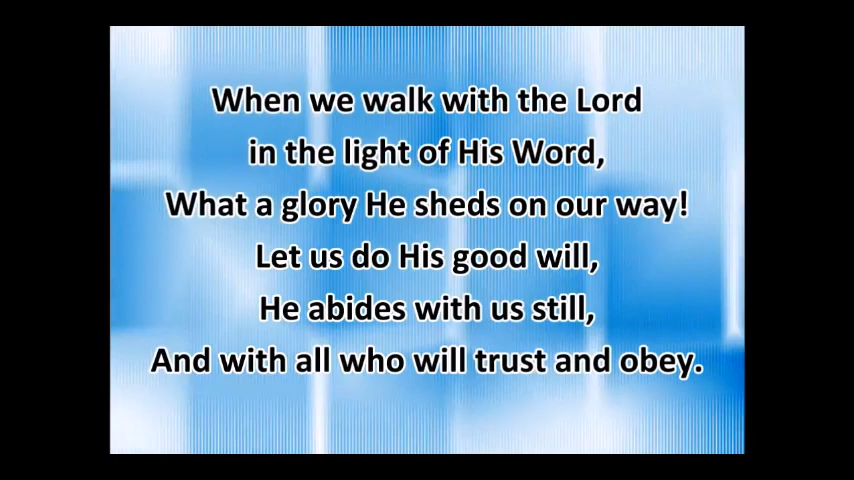 When we walk with the Lord
in the light of His Word,
What a glory He sheds on our way!
Let us do His good will,
He abides with us still,
And with all who will trust and obey.